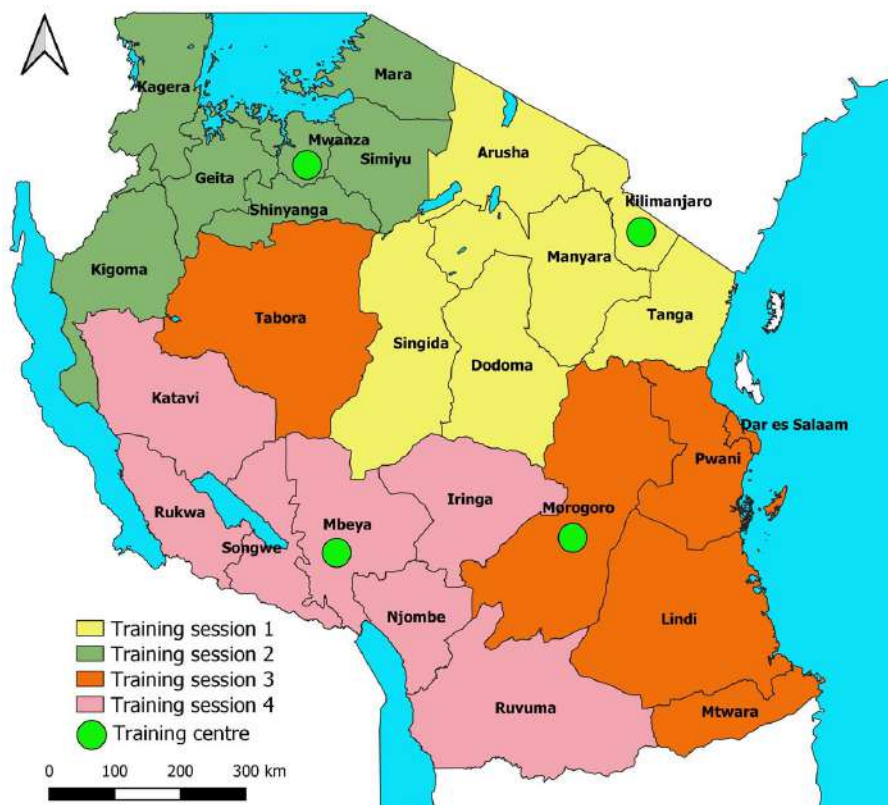 Kagera
Mara
Mwanza
Simiyu
Geita
Arusha
Shinyanga
Kilimanjaro
Kigoma
Manyara
Tabora
Tanga
Singida
Dodoma
Katavi
Dar es Salaam
Pwani
Rukwa
Iringa
Morogoro
Mbeya
Songwe
Njombe
Lindi
Ruvuma
Mtwara
Training session 1
Training session 2
Training session 3
Training session 4
Training centre
0 100 200 300 km